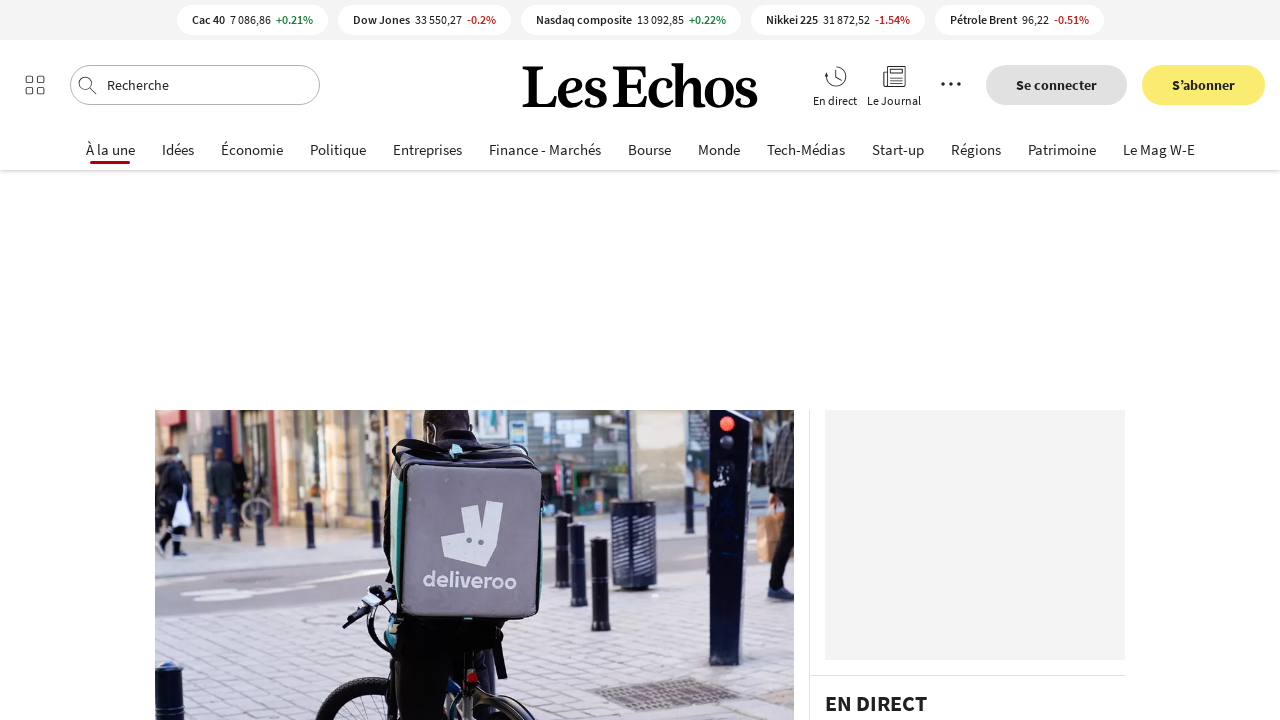 Cac 40 7 086,86 +0.21% Dow Jones 33 550,27 -0.2% Nasdaq composite 13 092,85 +0.22% Nikkei 225 31 872,52 -1.54% Pétrole Brent 96,22 -0.51%
Recherche
Les Echos
En direct
Le Journal
Se connecter
S’abonner
À la une Idées Économie Politique Entreprises Finance - Marchés Bourse Monde Tech-Médias Start-up Régions Patrimoine Le Mag W-E
deliveroo
EN DIRECT